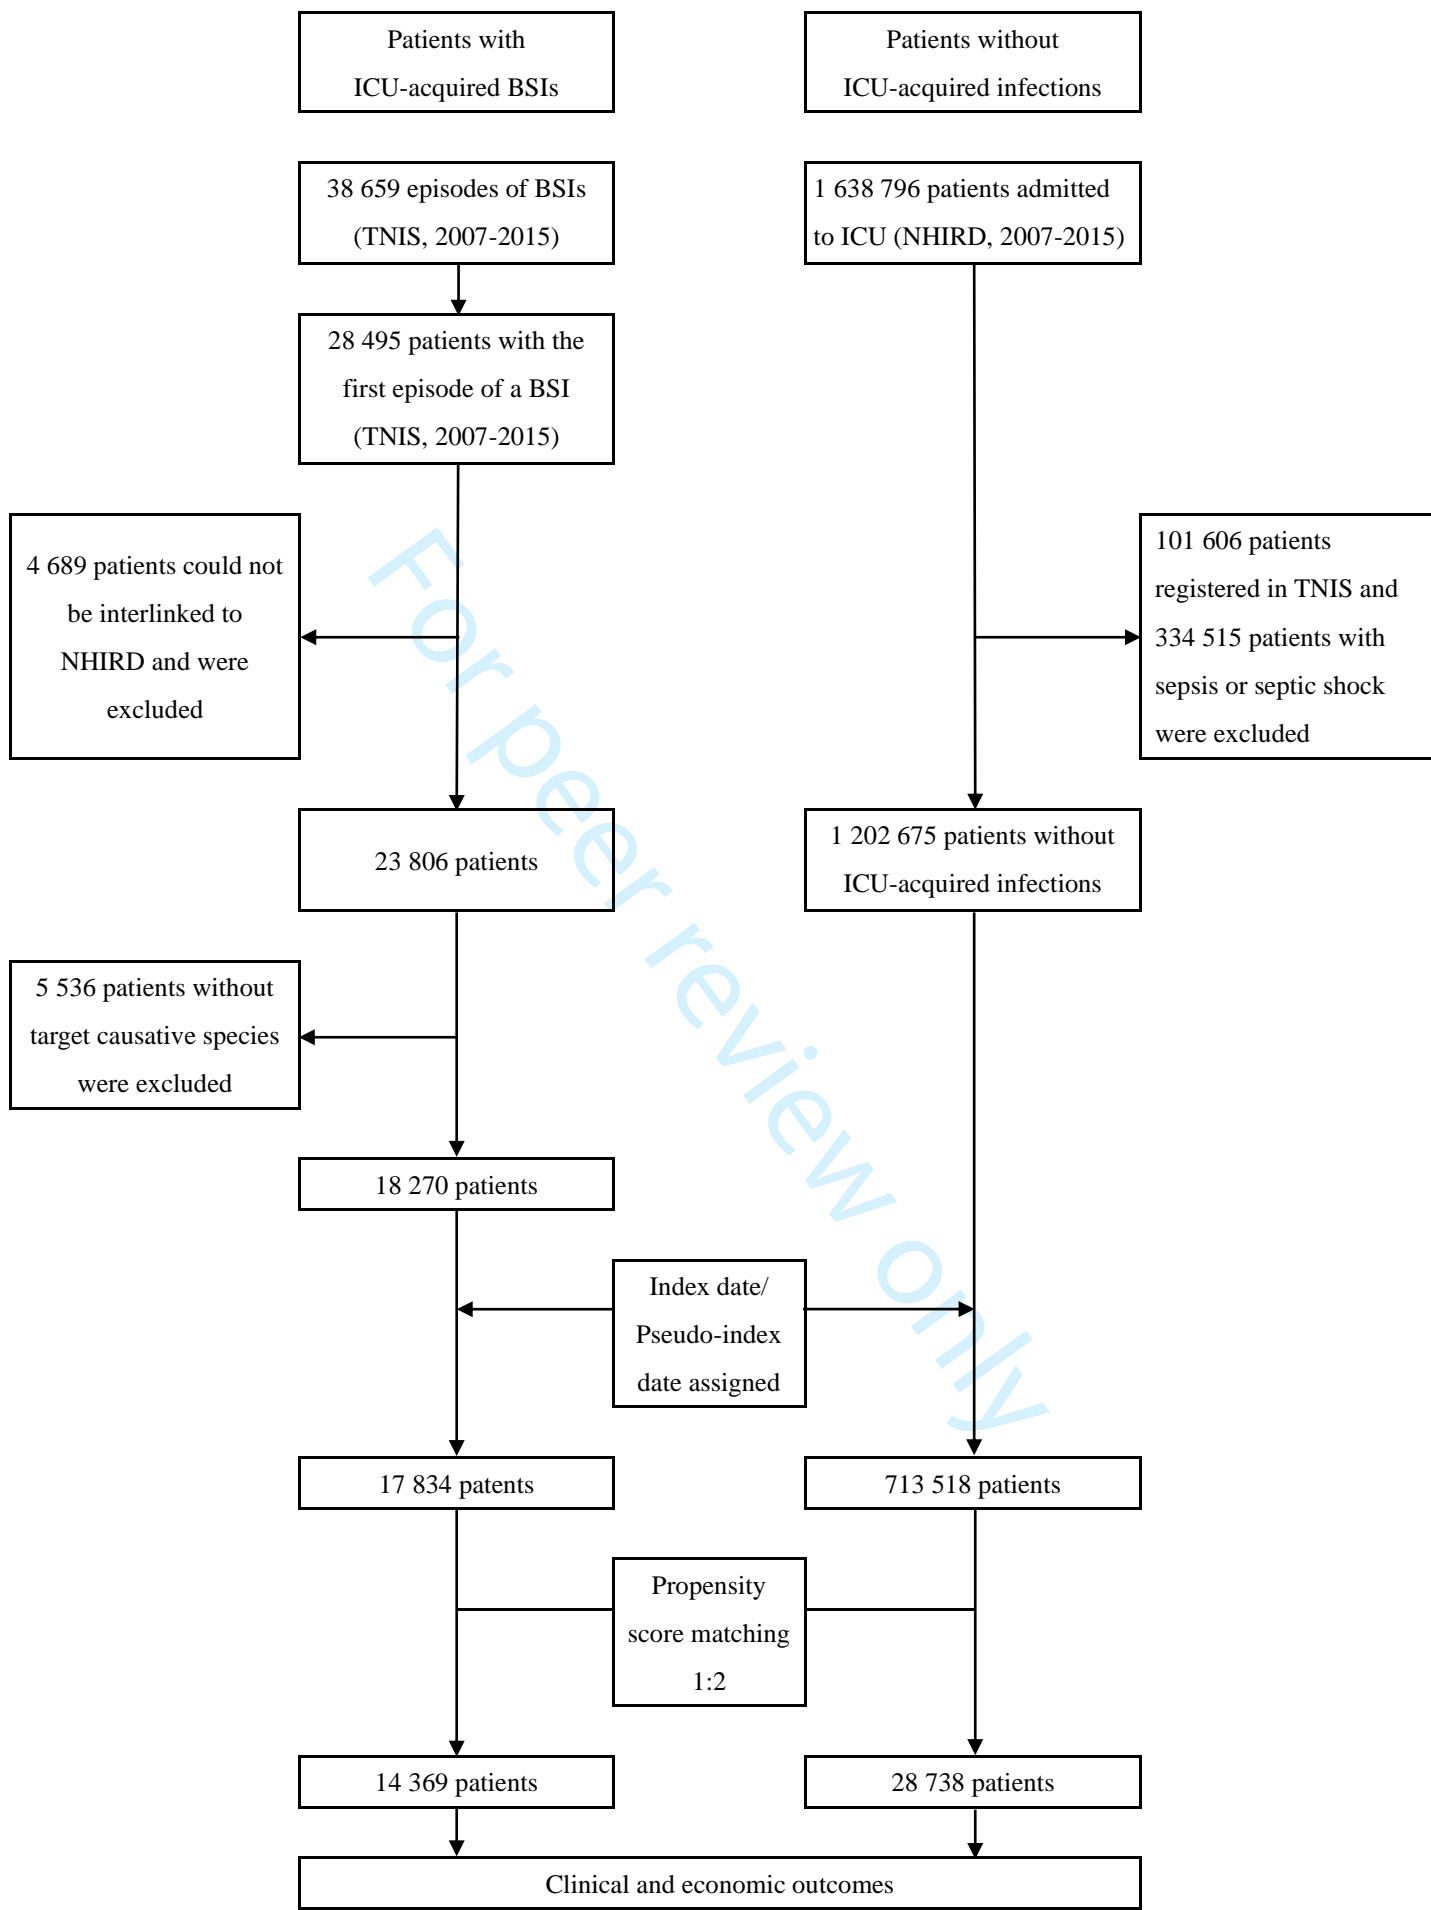 Patients with
ICU-acquired BSIs
Patients without
ICU-acquired infections
38 659 episodes of BSIs
(TNIS, 2007-2015)
1 638 796 patients admitted
to ICU (NHIRD, 2007-2015)
28 495 patients with the
first episode of a BSI
(TNIS, 2007-2015)
4 689 patients could not
be interlinked to
NHIRD and were
excluded
101 606 patients
registered in TNIS and
334 515 patients with
sepsis or septic shock
were excluded
23 806 patients
1 202 675 patients without
ICU-acquired infections
5 536 patients without
target causative species
were excluded
18 270 patients
Index date/
Pseudo-index
date assigned
17 834 patents
713 518 patients
Propensity
score matching
1:2
14 369 patients
28 738 patients
Clinical and economic outcomes
For peer review only